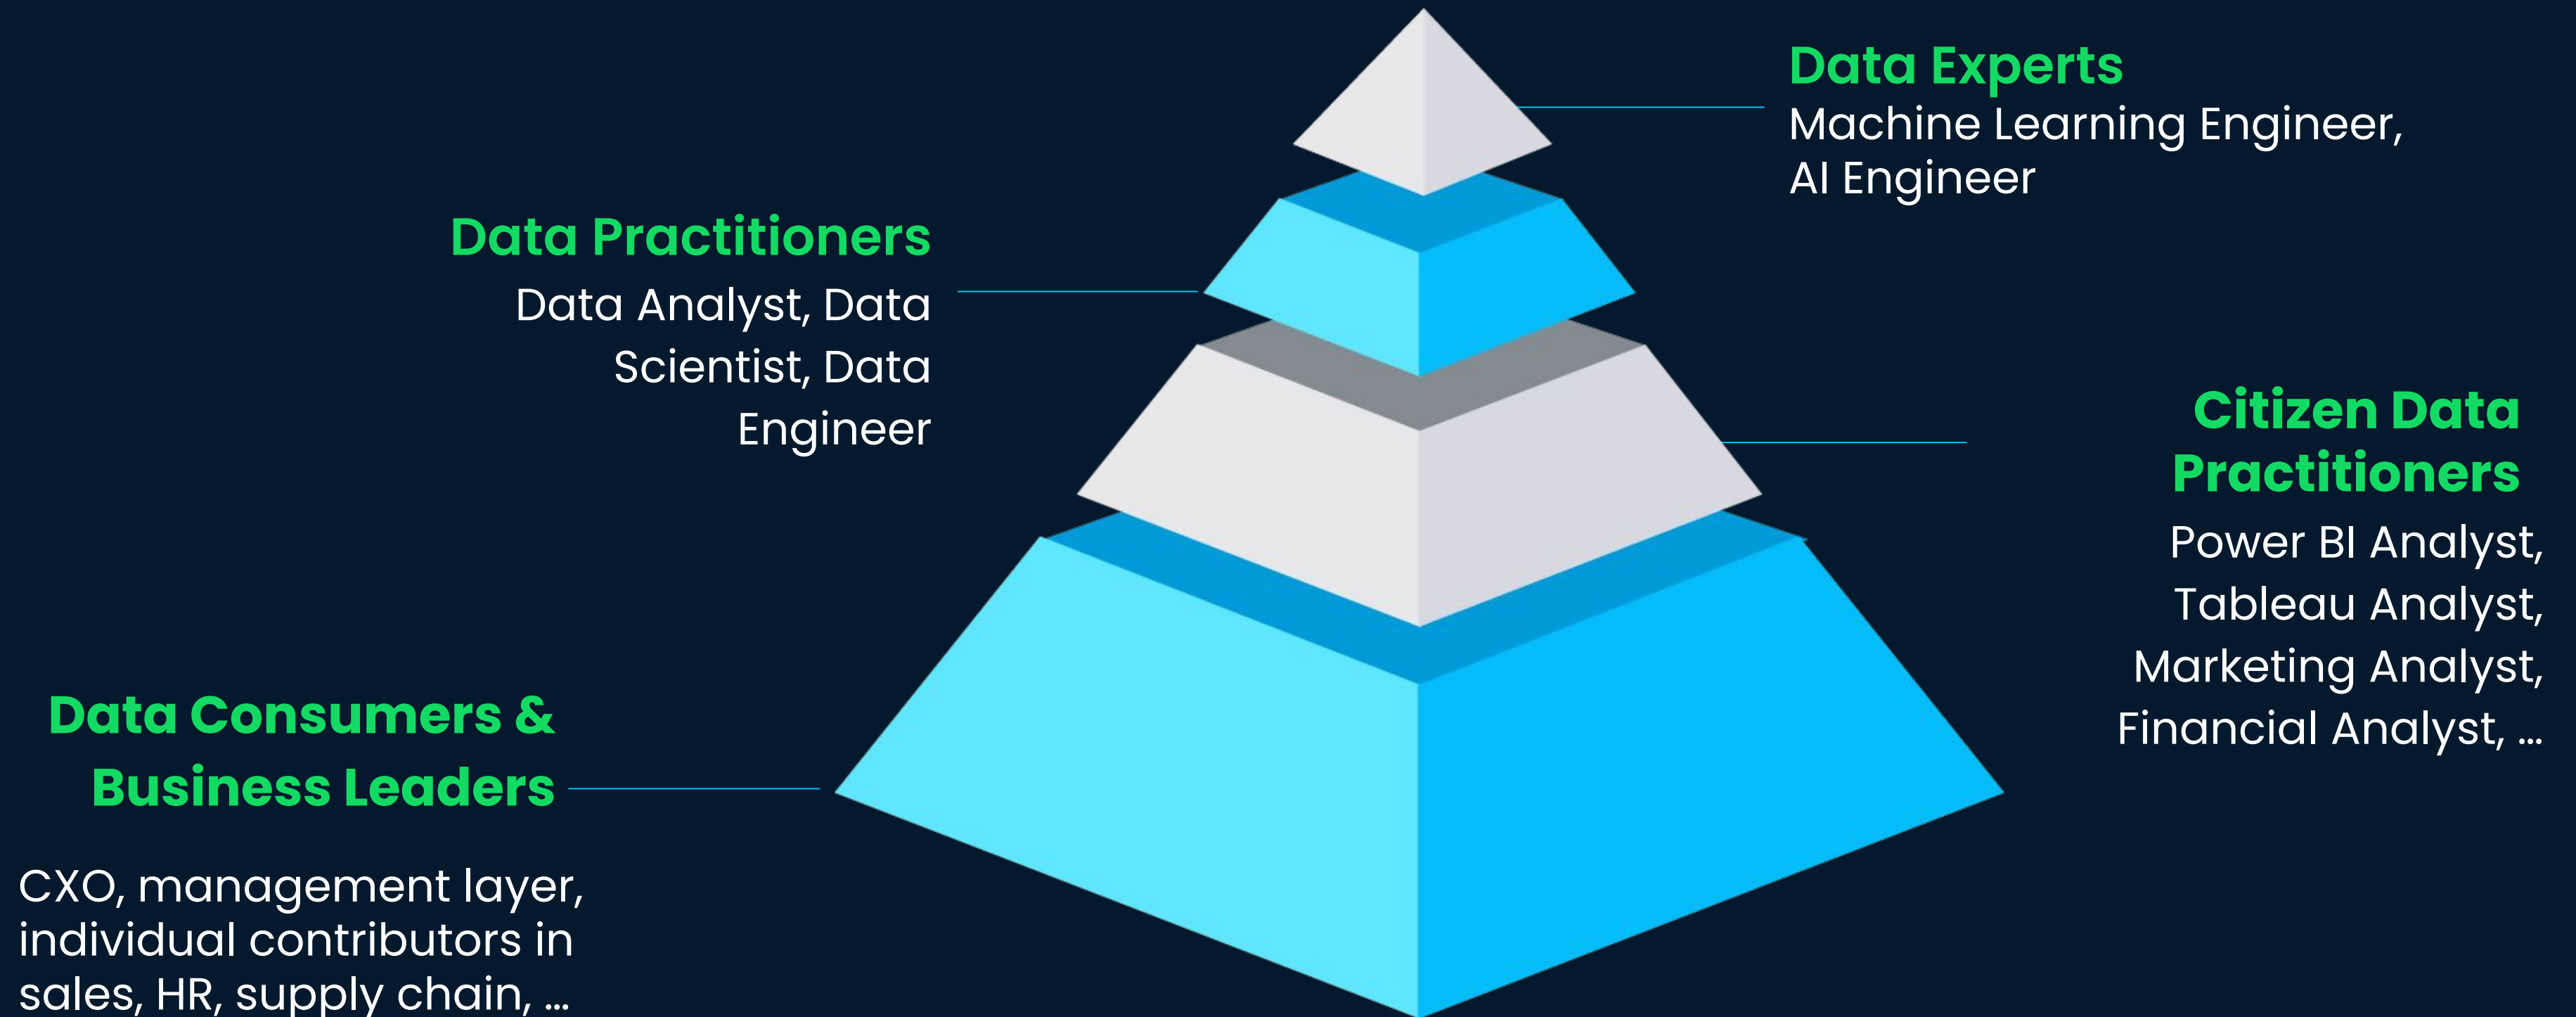 Data Experts
Machine Learning Engineer,
AI Engineer
Data Practitioners
Data Analyst, Data
Scientist, Data
Engineer
Citizen Data
Practitioners
Power BI Analyst,
Tableau Analyst,
Marketing Analyst,
Financial Analyst, ...
Data Consumers &
Business Leaders
CXO, management layer,
individual contributors in
sales, HR, supply chain, ...